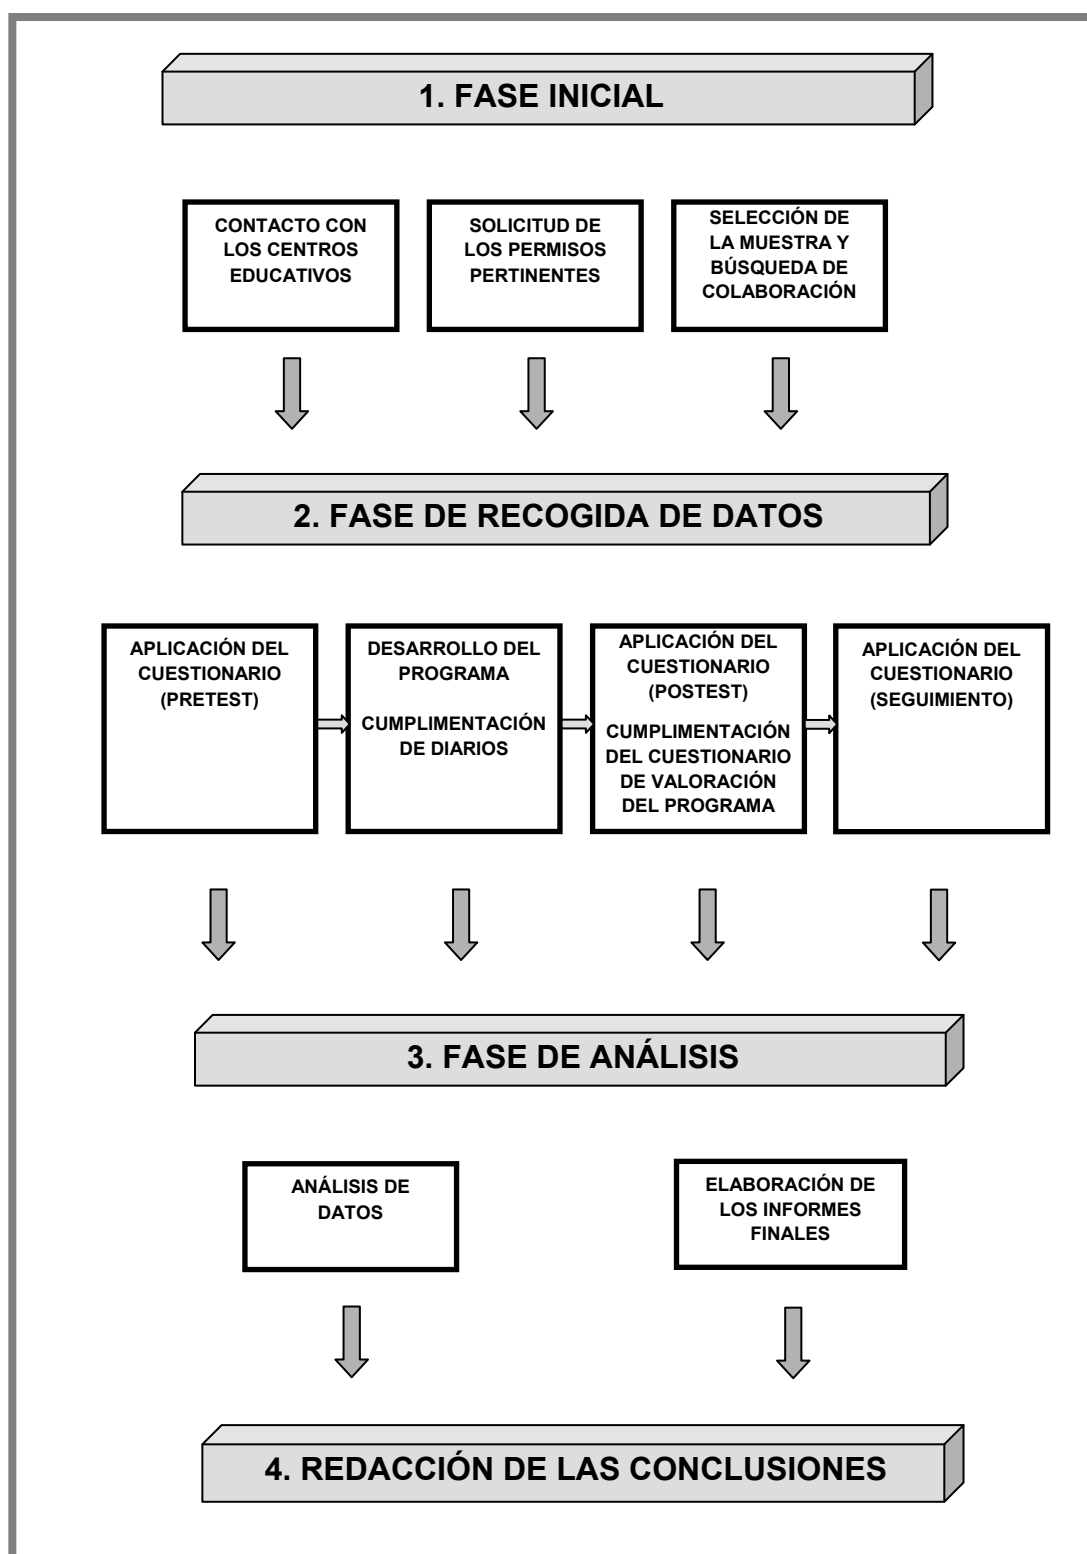 1. FASE INICIAL
CONTACTO CON
LOS CENTROS
EDUCATIVOS
SOLICITUD DE
LOS PERMISOS
PERTINENTES
SELECCIÓN DE
LA MUESTRA Y
BÚSQUEDA DE
COLABORACIÓN
2. FASE DE RECOGIDA DE DATOS
APLICACIÓN DEL
CUESTIONARIO
(PRETEST)
DESARROLLO DEL
PROGRAMA
CUMPLIMENTACIÓN
DE DIARIOS
APLICACIÓN DEL
CUESTIONARIO
(POSTEST)
CUMPLIMENTACIÓN
DEL CUESTIONARIO
DE VALORACIÓN
DEL PROGRAMA
APLICACIÓN DEL
CUESTIONARIO
(SEGUIMIENTO)
3. FASE DE ANÁLISIS
ANÁLISIS DE
DATOS
ELABORACIÓN DE
LOS INFORMES
FINALES
4. REDACCIÓN DE LAS CONCLUSIONES